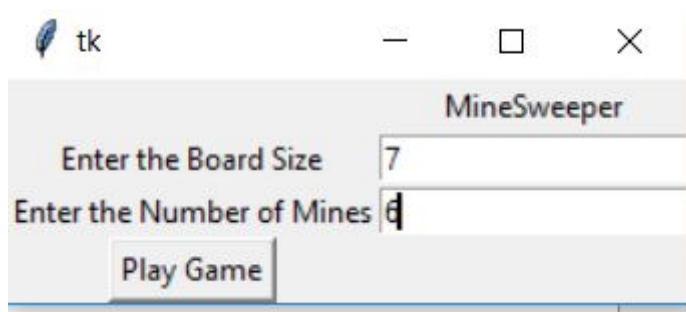 tk
MineSweeper
Enter the Board Size 7
Enter the Number of Mines 6
Play Game